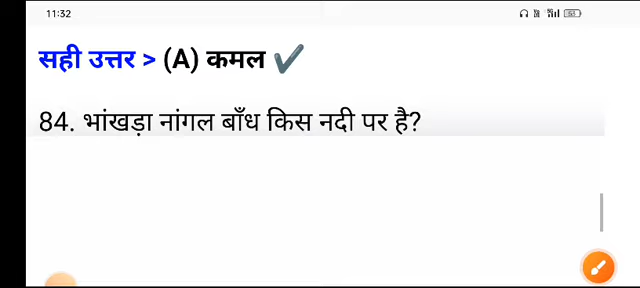 11:32
सही उत्तर > (A) कमल ✔
84. भांखड़ा नांगल बाँध किस नदी पर है?